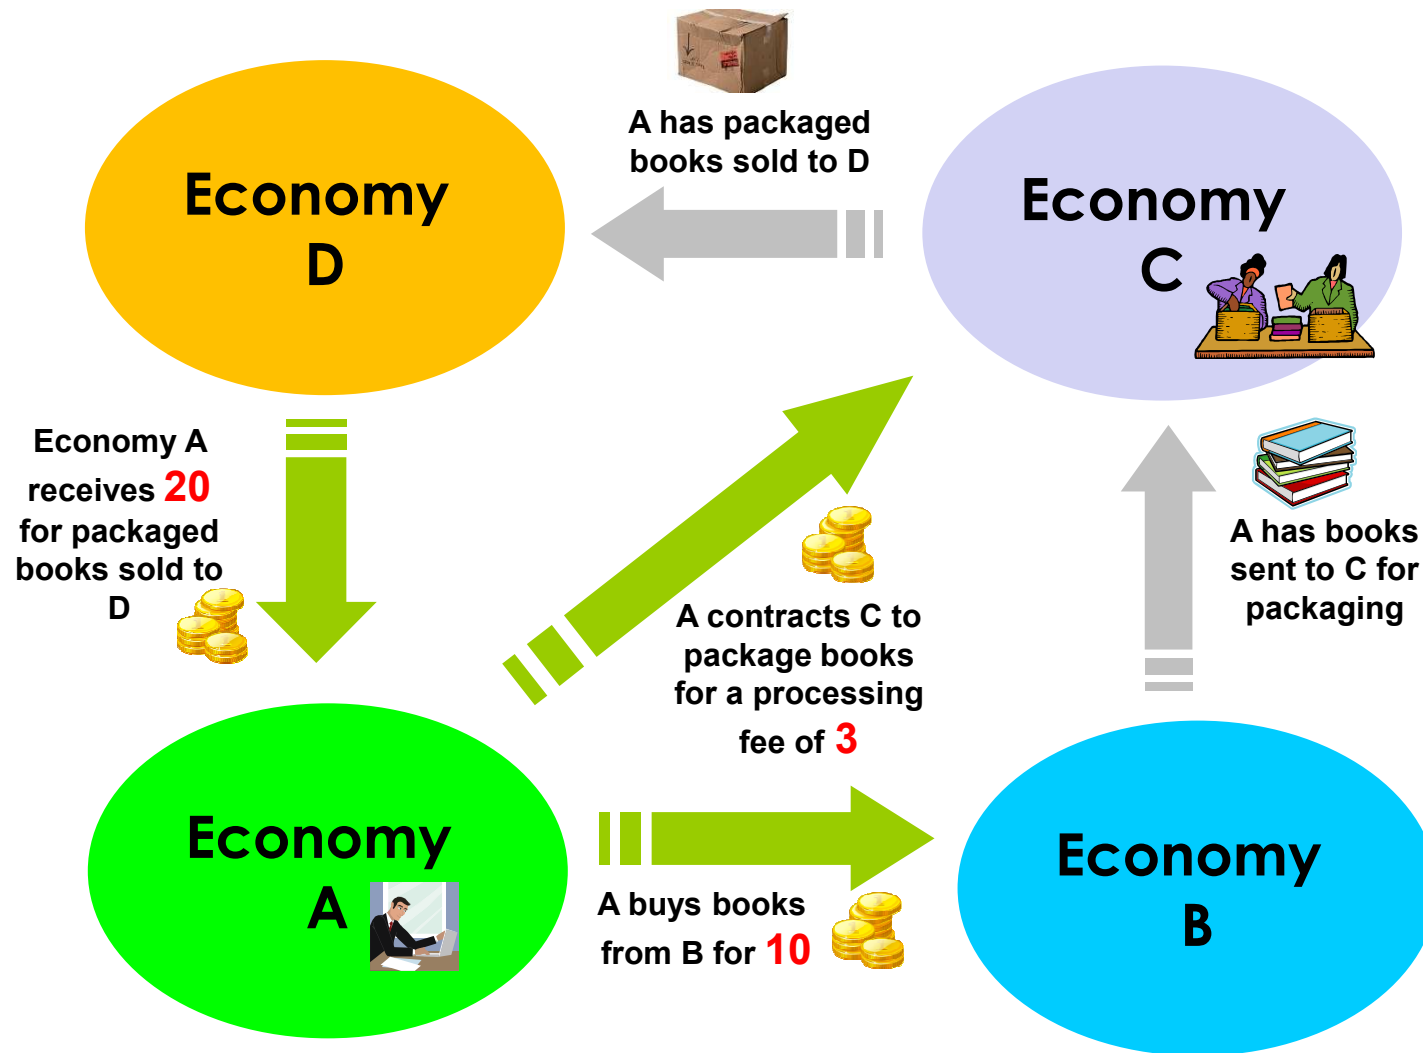 A has packaged
books sold to D
Economy
D
Economy
C
Economy A
receives 20
for packaged
books sold to
D
A has books
sent to C for
packaging
A contracts C to
package books
for a processing
fee of 3
Economy
A
A buys books
from B for 10
Economy
B